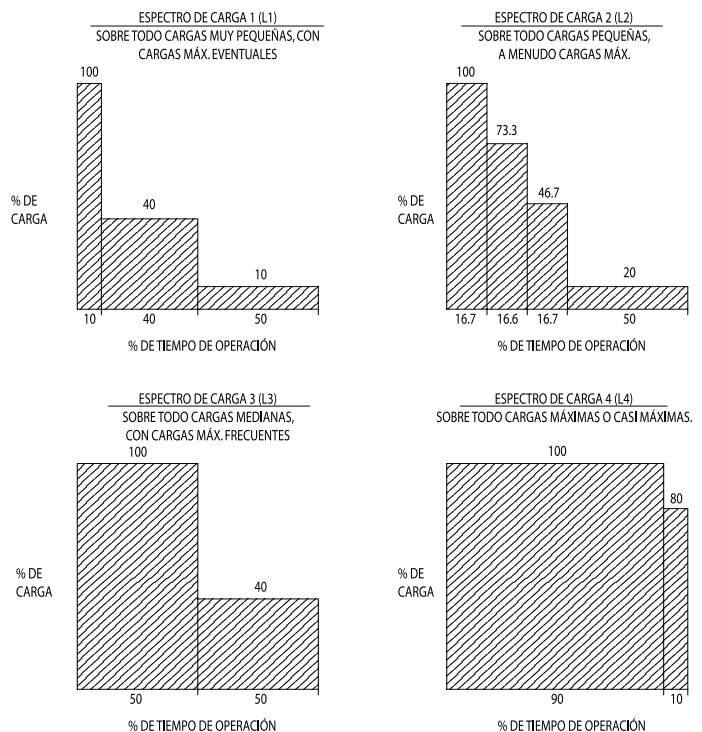 ESPECTRO DE CARGA 1 (L1)
SOBRE TODO CARGAS MUY PEQUEÑAS, CON
CARGAS MÁX. EVENTUALES
100
40
10
% DE
CARGA
10
40
50
% DE TIEMPO DE OPERACIÓN
ESPECTRO DE CARGA 2 (L2)
SOBRE TODO CARGAS PEQUEÑAS,
A MENUDO CARGAS MÁX.
100
73.3
46.7
20
% DE
CARGA
16.7
16.6
16.7
50
% DE TIEMPO DE OPERACIÓN
ESPECTRO DE CARGA 3 (L3)
SOBRE TODO CARGAS MEDIANAS,
CON CARGAS MÁX. FRECUENTES
100
40
% DE
CARGA
50
50
% DE TIEMPO DE OPERACIÓN
ESPECTRO DE CARGA 4 (L4)
SOBRE TODO CARGAS MÁXIMAS O CASI MÁXIMAS.
100
80
% DE
CARGA
90
10
% DE TIEMPO DE OPERACIÓN